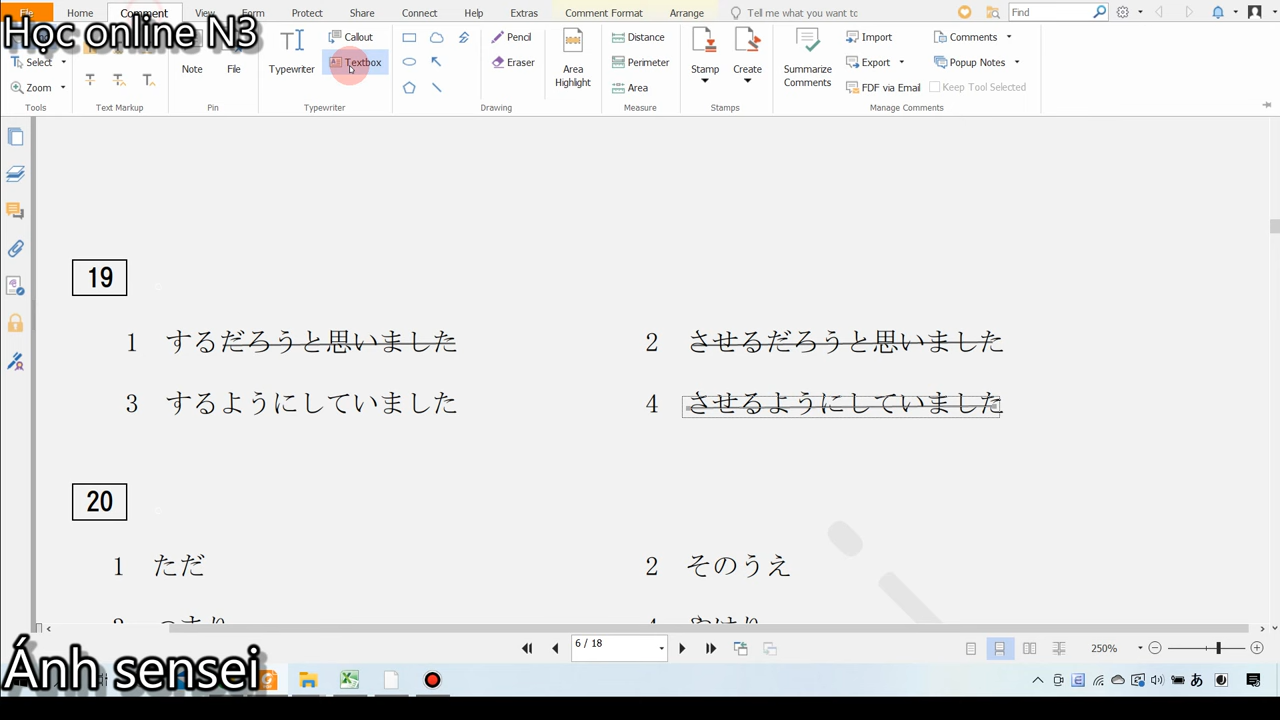 File Home Comment View Form Protect Share Connect Help Extras Comment Format Arrange Tell me what you want tc Find
Học online N3
Select
Zoom
Tools
Text Markup
Note File
Pin
Typewriter
Callout
Textbox
Typewriter
Pencil
Eraser
Drawing
Area Highlight
Distance
Perimeter
Area
Measure
Stamp Create
Stamps
Summarize Comments
Import
Export
FDF via Email
Comments
Popup Notes
Keep Tool Selected
Manage Comments
19
1 するだろうと思いました
2 させるだろうと思いました
3 するようにしていました
4 させるようにしていました
20
1 ただ
2 そのうえ
6 / 18
250%
Ánh sensei
あ